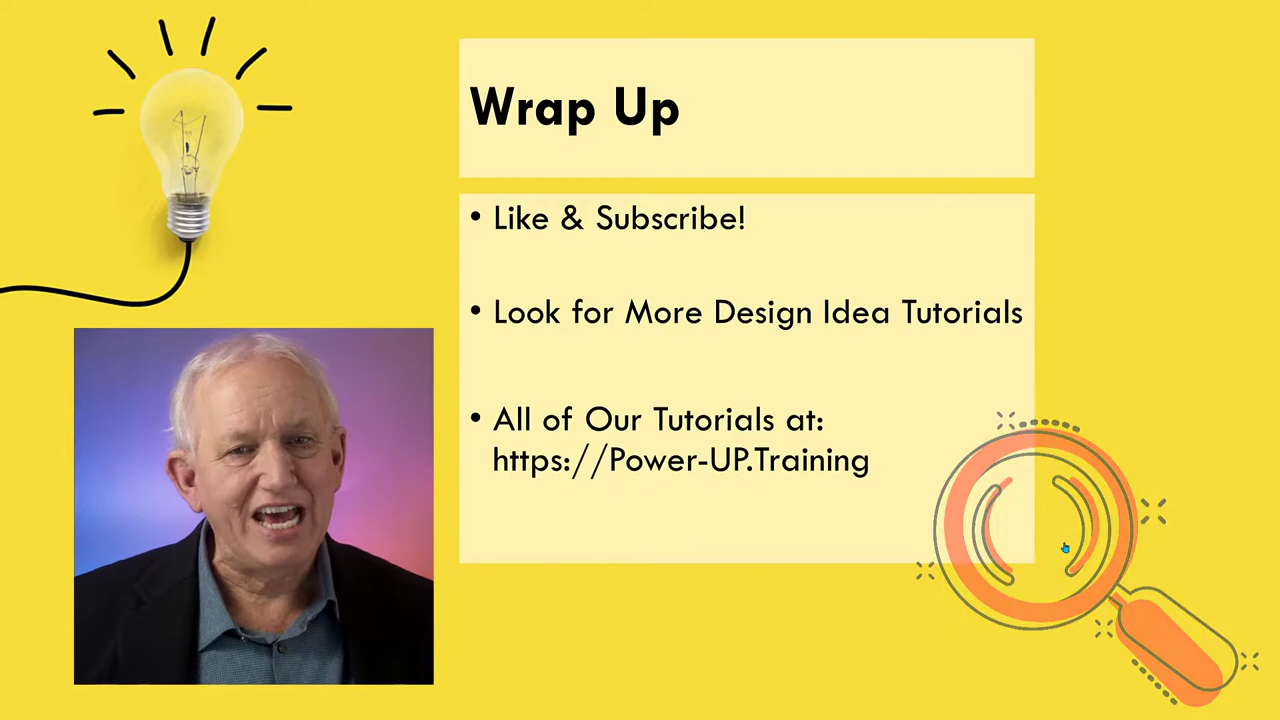 Wrap Up
• Like & Subscribe!
• Look for More Design Idea Tutorials
• All of Our Tutorials at:
https://Power-UP.Training